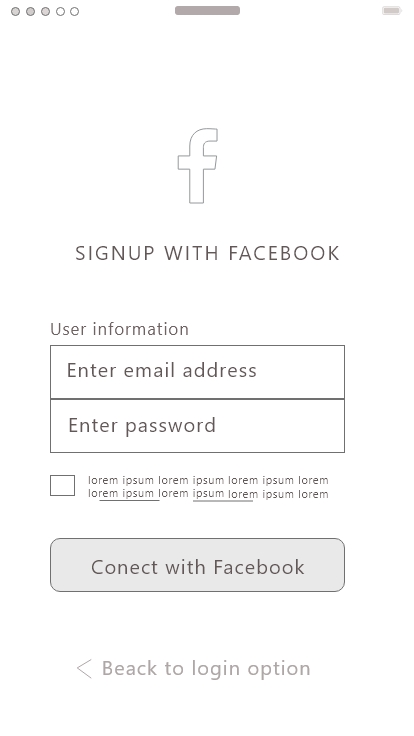 SIGNUP WITH FACEBOOK
User information
Enter email address
Enter password
lorem ipsum lorem ipsum lorem ipsum lorem
lorem ipsum lorem ipsum lorem ipsum lorem
Conect with Facebook
Beack to login option